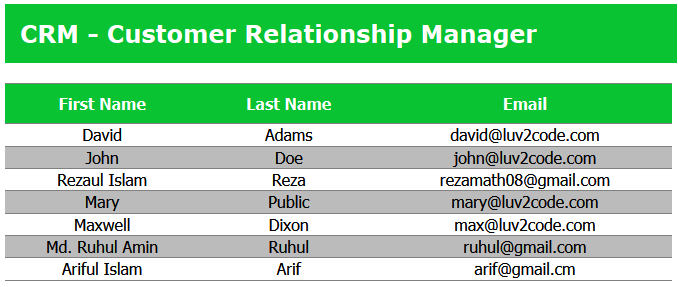 CRM - Customer Relationship Manager
First Name Last Name Email
David Adams david@luv2code.com
John Doe john@luv2code.com
Rezaul Islam Reza rezamath08@gmail.com
Mary Public mary@luv2code.com
Maxwell Dixon max@luv2code.com
Md. Ruhul Amin Ruhul ruhul@gmail.com
Ariful Islam Arif arif@gmail.cm